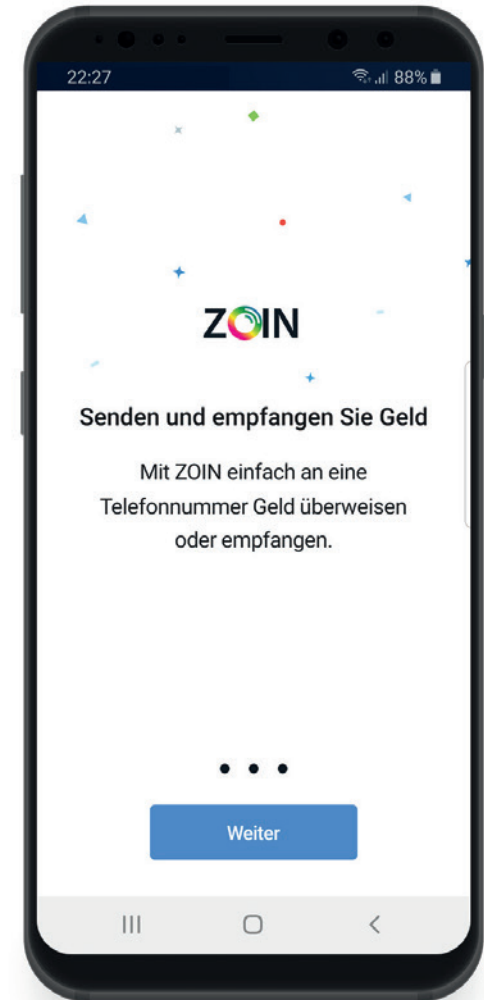 22:27 88%
ZOIN
Senden und empfangen Sie Geld
Mit ZOIN einfach an eine
Telefonnummer Geld überweisen
oder empfangen.
Weiter